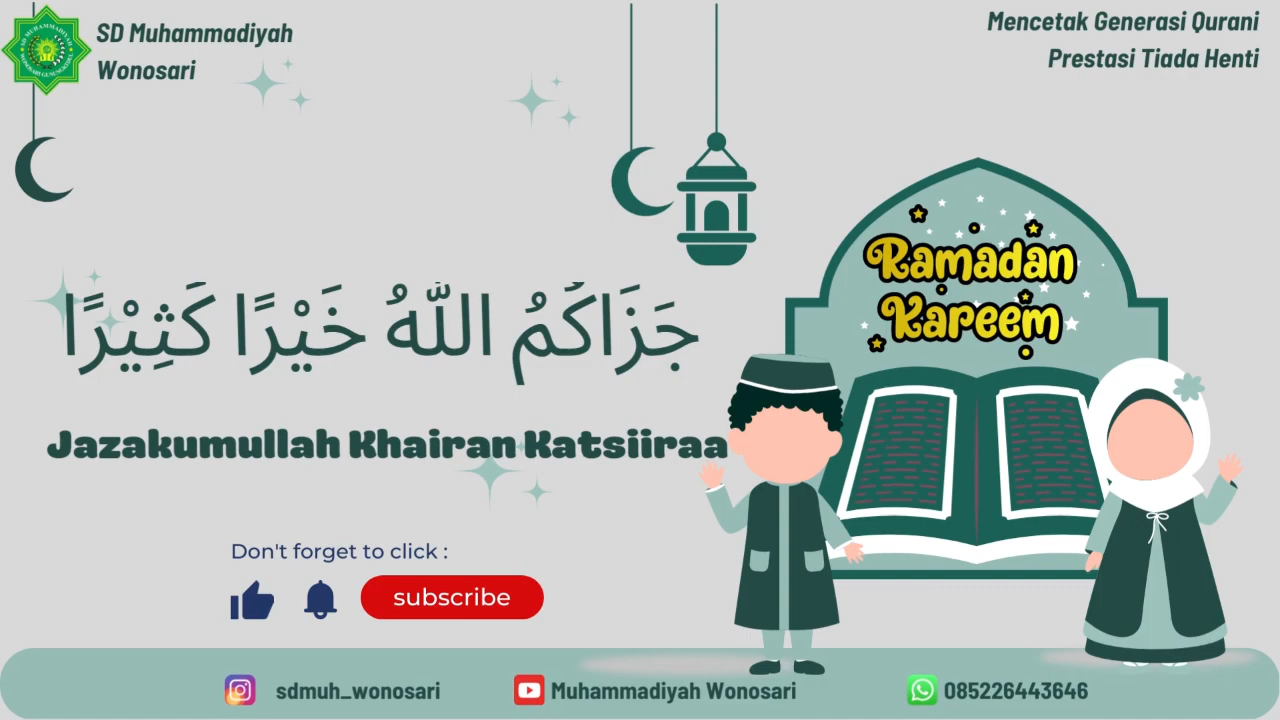 SD Muhammadiyah
Wonosari
Mencetak Generasi Qurani
Prestasi Tiada Henti
Ramadan
Kareem
جَزَاكُمُ اللّٰهُ خَيْرًا كَثِيْرًا
Jazakumullah Khairan Katsiiraa
Don't forget to click :
subscribe
sdmuh_wonosari
Muhammadiyah Wonosari
085226443646